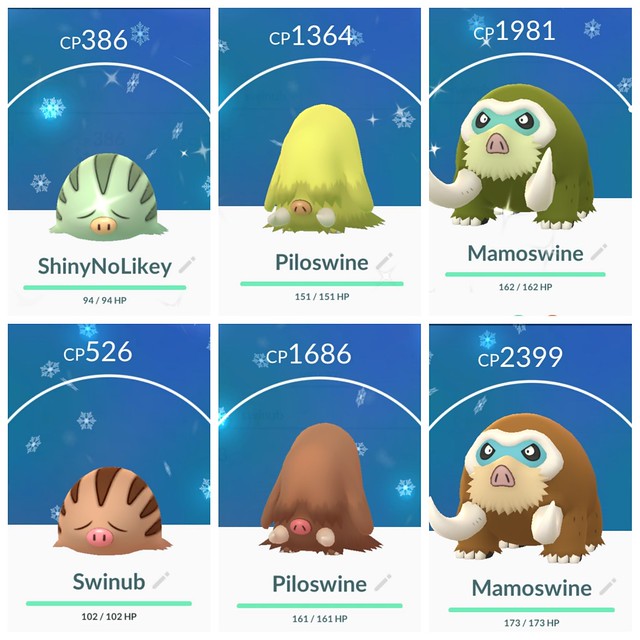 CP386
ShinyNoLikey
94 / 94 HP
CP1364
Piloswine
151 / 151 HP
CP1981
Mamoswine
162 / 162 HP
CP526
Swinub
102 / 102 HP
CP1686
Piloswine
161 / 161 HP
CP2399
Mamoswine
173 / 173 HP